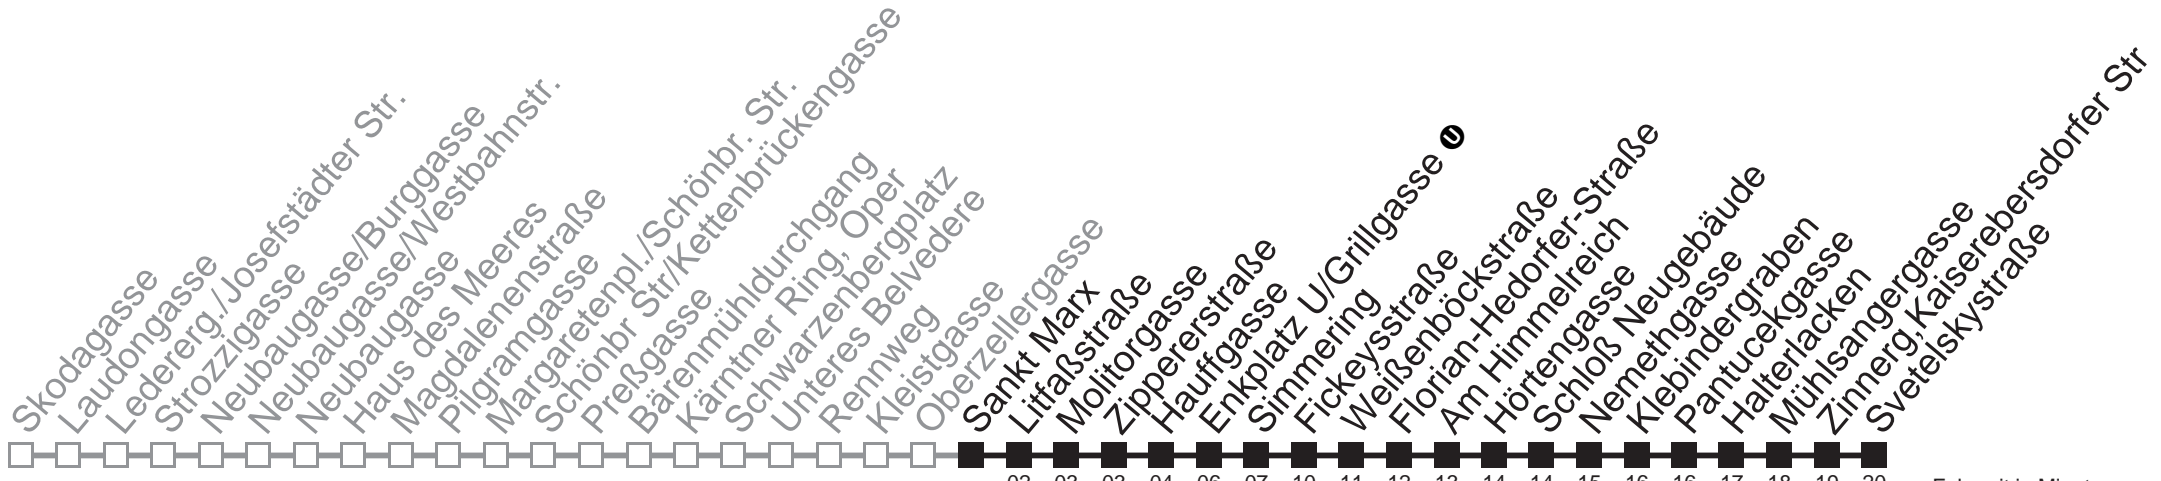 Skodagasse
Laudongasse
Ledererg./Josefstädter Str.
Strozzigasse
Neubaugasse/Burggasse
Neubaugasse/Westbahnstr.
Neubaugasse
Haus des Meeres
Magdalenenstraße
Pilgramgasse
Margaretenpl./Schönbr. Str.
Schönbr Str/Kettenbrückengasse
Preßgasse
Bärenmühldurchgang
Kärntner Ring, Oper
Schwarzenbergplatz
Unteres Belvedere
Rennweg
Kleistgasse
Oberzellergasse
Sankt Marx
Litfaßstraße
Molitorgasse
Zippererstraße
Hauffgasse
Enkplatz U/Grillgasse U
Simmering
Fickeysstraße
Weißenböckstraße
Florian-Hedorfer-Straße
Am Himmelreich
Hörtengasse
Schloß Neugebäude
Nemethgasse
Klebindergraben
Pantucekgasse
Halterlacken
Mühlsangergasse
Zinnerg,Kaiserebersdorfer Str
Svetelskystraße